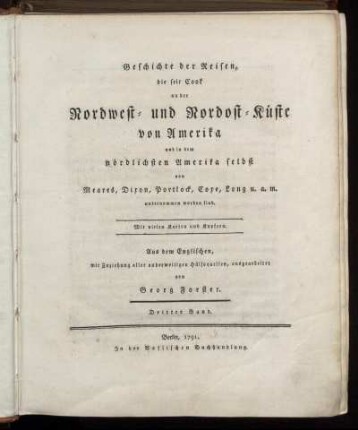 Geschichte der Reisen,
die seit Cook
an der
Nordwest- und Nordost-Küste
von Amerika
und in dem
nördlichsten Amerika selbst
von
Meares, Dixon, Portlock, Coxe, Long u. a. m.
unternommen worden sind.
Mit vielen Karten und Kupfern.
Aus dem Englischen,
mit Zuziehung aller anderweitigen Hülfsquellen, ausgearbeitet
von
Georg Forster.
Dritter Band.
Berlin, 1791.
In der Vossischen Buchhandlung.